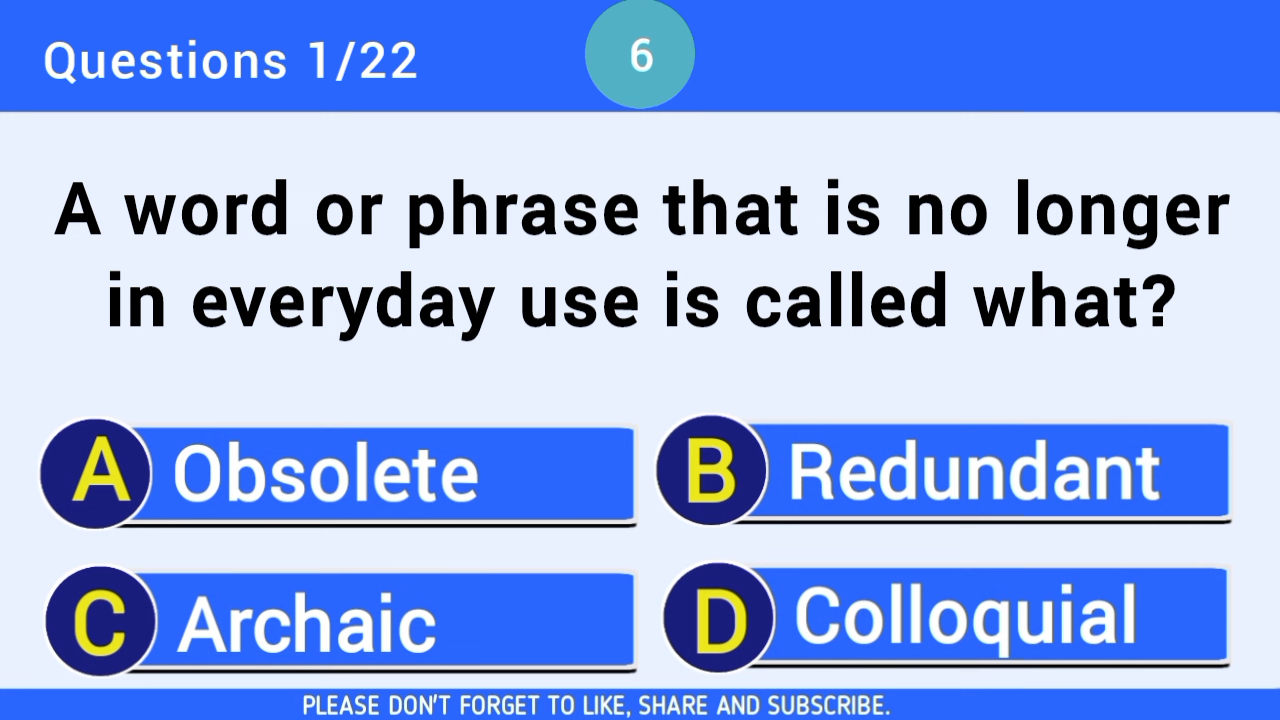 Questions 1/22
6
A word or phrase that is no longer
in everyday use is called what?
A Obsolete
B Redundant
C Archaic
D Colloquial
PLEASE DON'T FORGET TO LIKE, SHARE AND SUBSCRIBE.